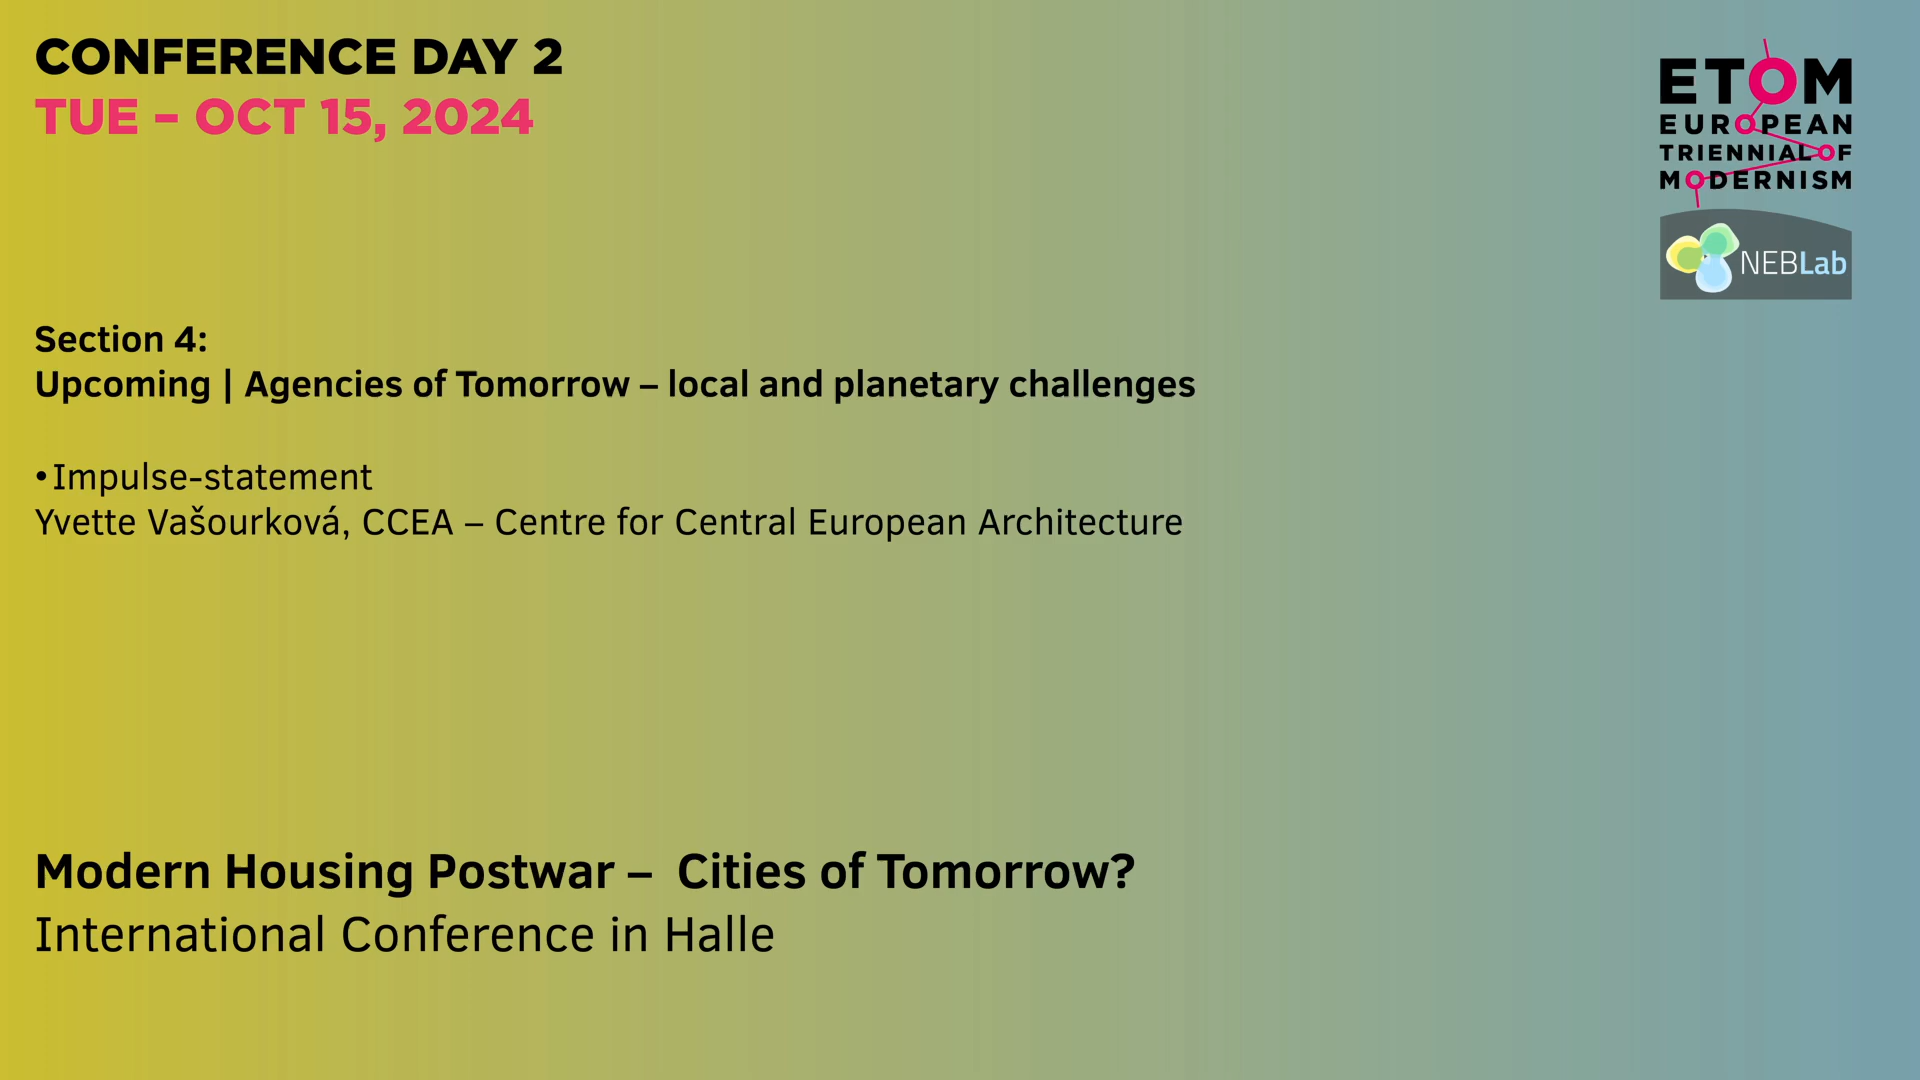 CONFERENCE DAY 2
TUE – OCT 15, 2024
ETOM
EUROPEAN
TRIENNIAL OF
MODERNISM
NEBLab
Section 4:
Upcoming | Agencies of Tomorrow – local and planetary challenges
•Impulse-statement
Yvette Vašourková, CCEA – Centre for Central European Architecture
Modern Housing Postwar –  Cities of Tomorrow?
International Conference in Halle